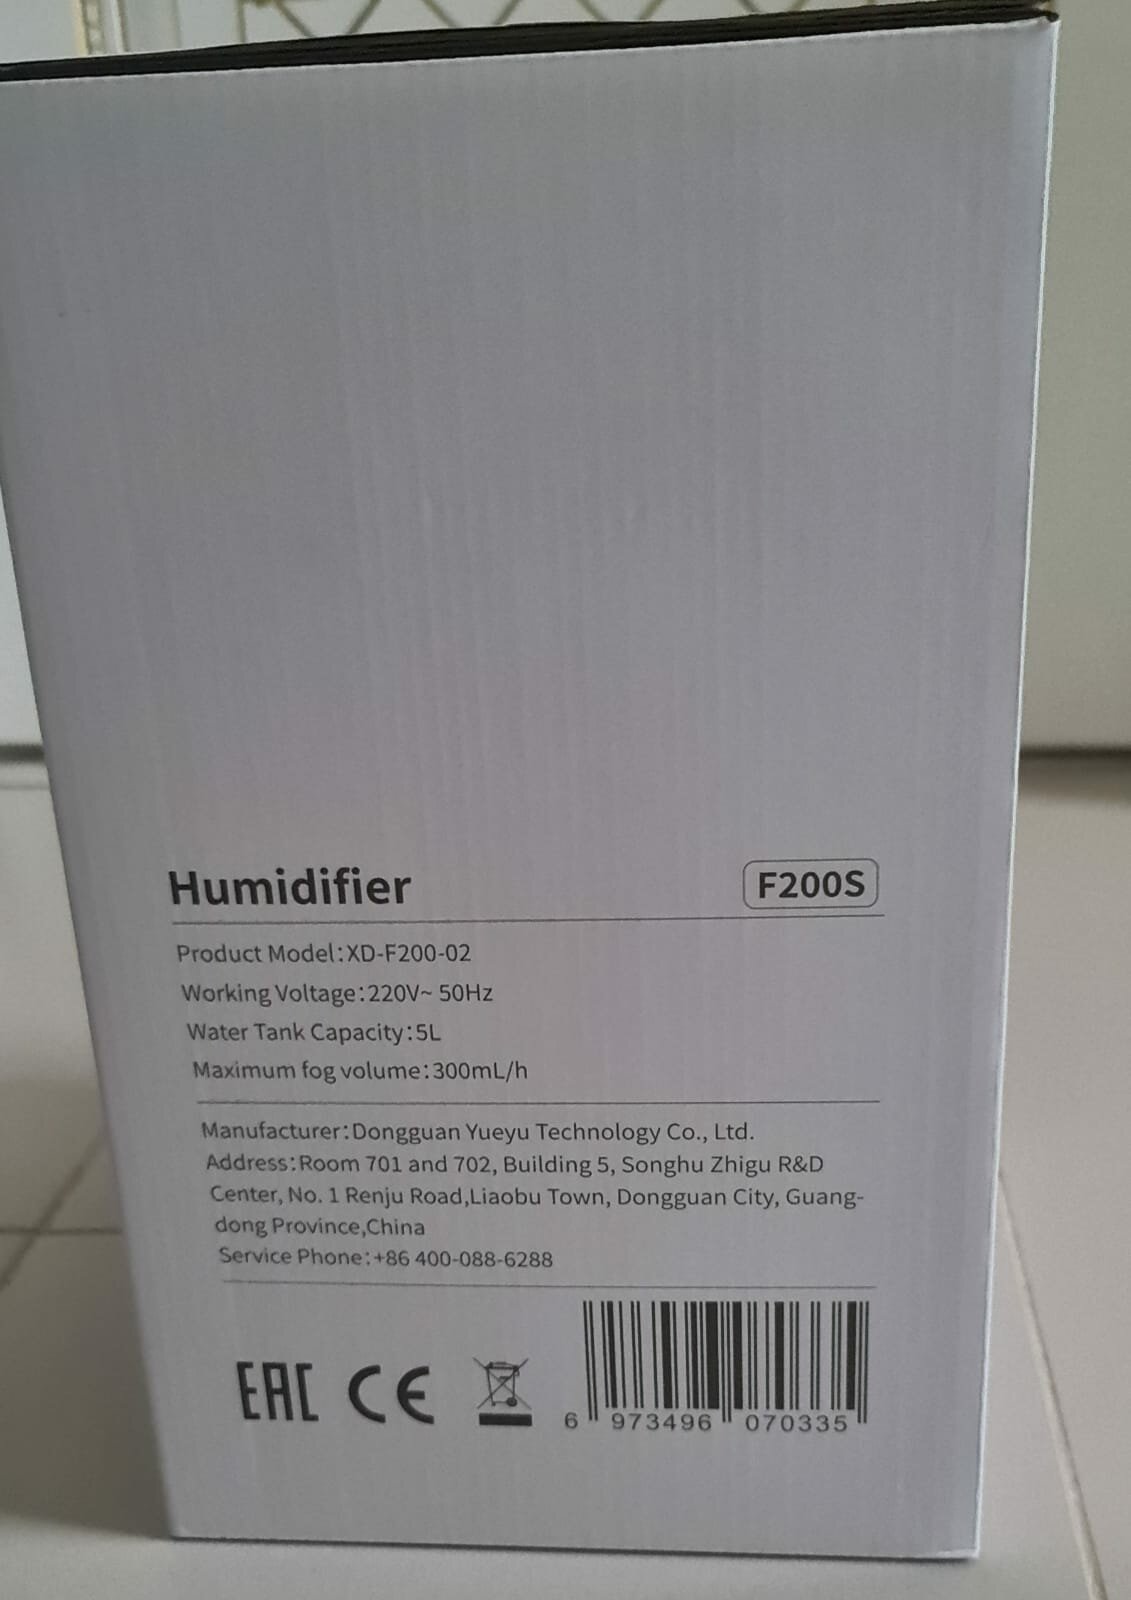 Humidifier
F200S
Product Model:XD-F200-02
Working Voltage:220V~ 50Hz
Water Tank Capacity:5L
Maximum fog volume:300mL/h
Manufacturer:Dongguan Yueyu Technology Co., Ltd.
Address:Room 701 and 702, Building 5, Songhu Zhigu R&D
Center, No. 1 Renju Road,Liaobu Town, Dongguan City, Guang-
dong Province,China
Service Phone:+86 400-088-6288
EAC CE
6 973496 070335